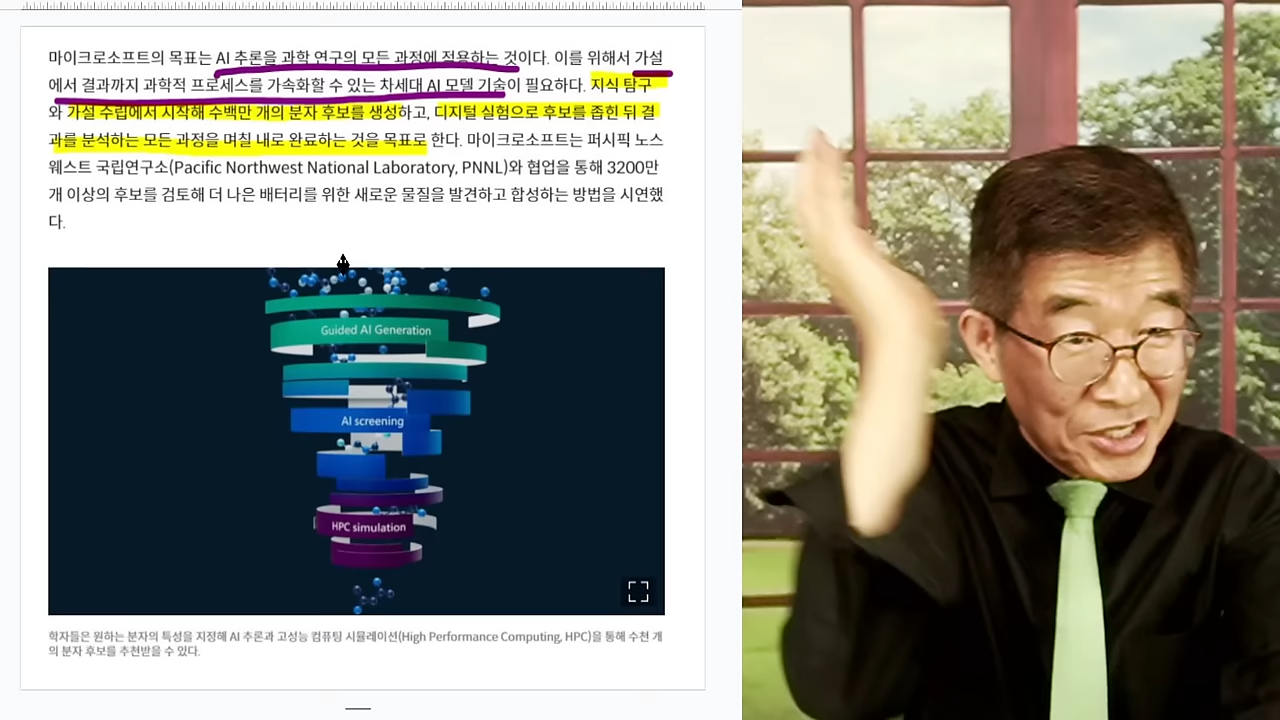 마이크로소프트의 목표는 AI 추론을 과학 연구의 모든 과정에 적용하는 것이다. 이를 위해서 가설
에서 결과까지 과학적 프로세스를 가속화할 수 있는 차세대 AI 모델 기술이 필요하다. 지식 탐구
와 가설 수립에서 시작해 수백만 개의 분자 후보를 생성하고, 디지털 실험으로 후보를 좁힌 뒤 결
과를 분석하는 모든 과정을 며칠 내로 완료하는 것을 목표로 한다. 마이크로소프트는 퍼시픽 노스
웨스트 국립연구소(Pacific Northwest National Laboratory, PNNL)와 협업을 통해 3200만
개 이상의 후보를 검토해 더 나은 배터리를 위한 새로운 물질을 발견하고 합성하는 방법을 시연했
다.
Guided AI Generation
AI screening
HPC simulation
학자들은 원하는 분자의 특성을 지정해 AI 추론과 고성능 컴퓨팅 시뮬레이션(High Performance Computing, HPC)을 통해 수천 개
의 분자 후보를 추천받을 수 있다.